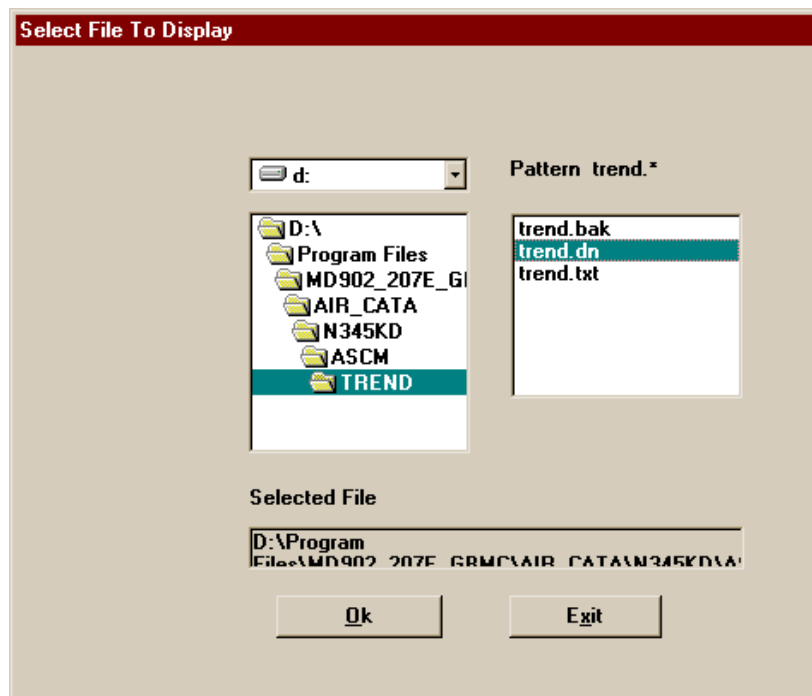 Select File To Display
d:
Pattern trend.*
D:\
Program Files
MD902_207E_G
AIR_CATA
N345KD
ASCM
TREND
trend.bak
trend.dn
trend.txt
Selected File
D:\Program
Files\MD902_207E_GBMC\AIR_CATA\N345KD\A
Ok
Exit